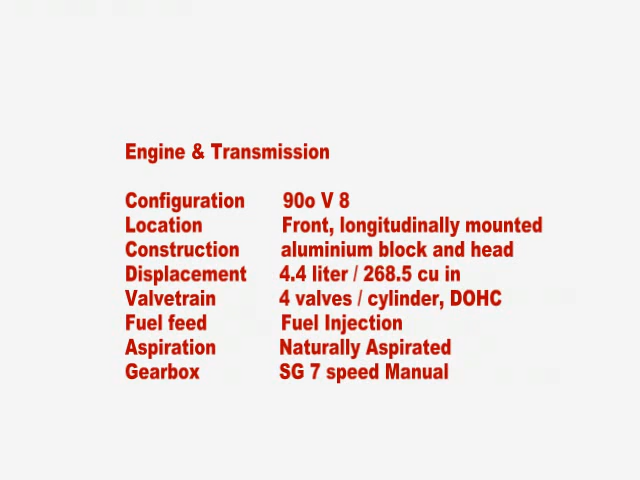 Engine & Transmission
Configuration 90o V 8
Location Front, longitudinally mounted
Construction aluminium block and head
Displacement 4.4 liter / 268.5 cu in
Valvetrain 4 valves / cylinder, DOHC
Fuel feed Fuel Injection
Aspiration Naturally Aspirated
Gearbox SG 7 speed Manual